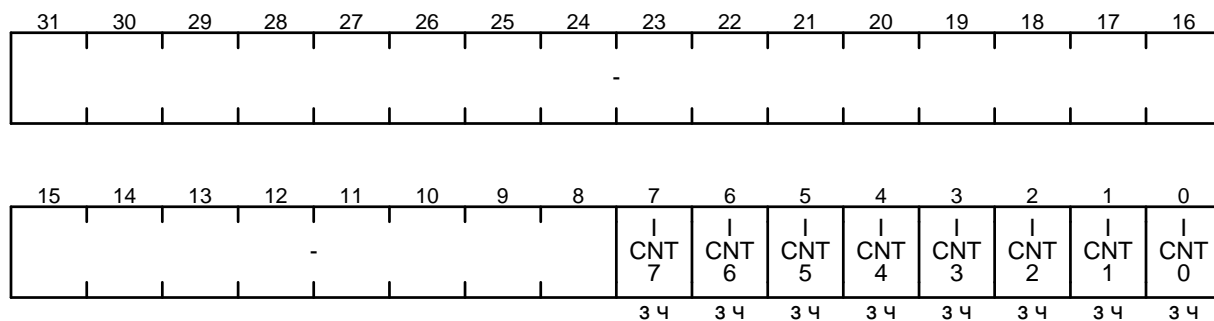 31 30 29 28 27 26 25 24 23 22 21 20 19 18 17 16
-
15 14 13 12 11 10 9 8 7 6 5 4 3 2 1 0
- I I I I I I I I
CNT CNT CNT CNT CNT CNT CNT CNT
7 6 5 4 3 2 1 0
з ч з ч з ч з ч з ч з ч з ч з ч